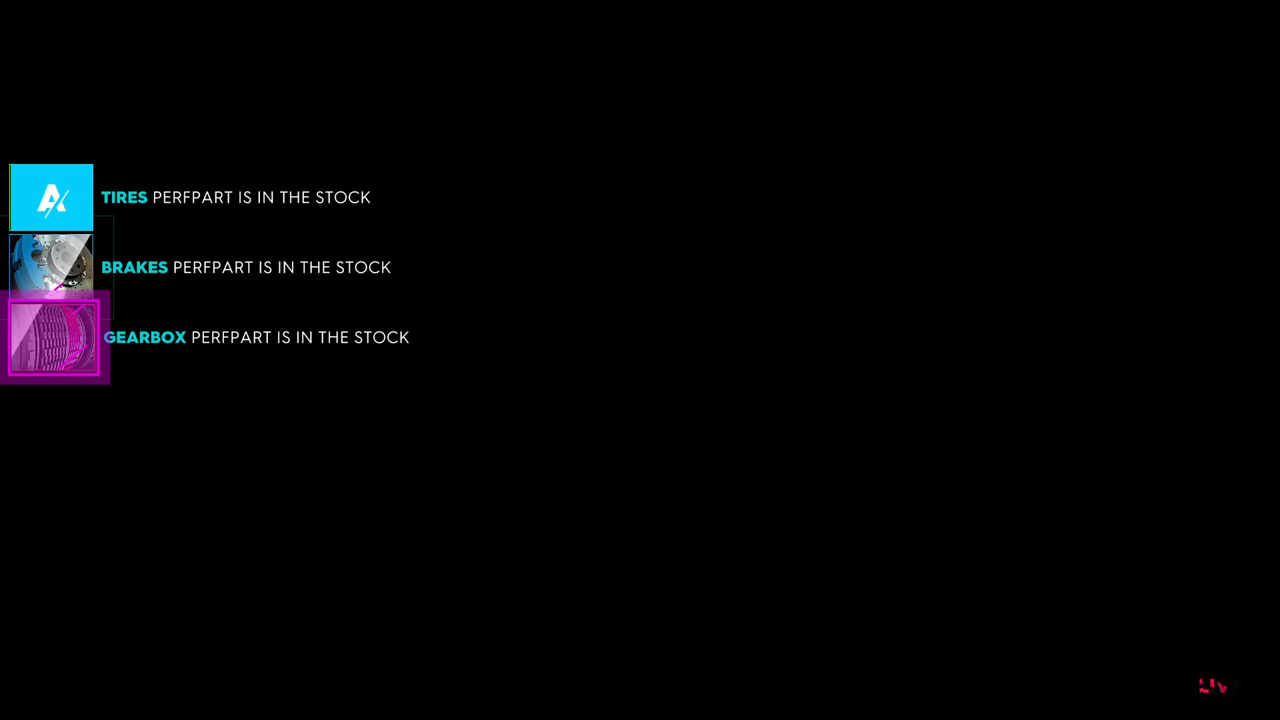 TIRES PERFPART IS IN THE STOCK
BRAKES PERFPART IS IN THE STOCK
GEARBOX PERFPART IS IN THE STOCK